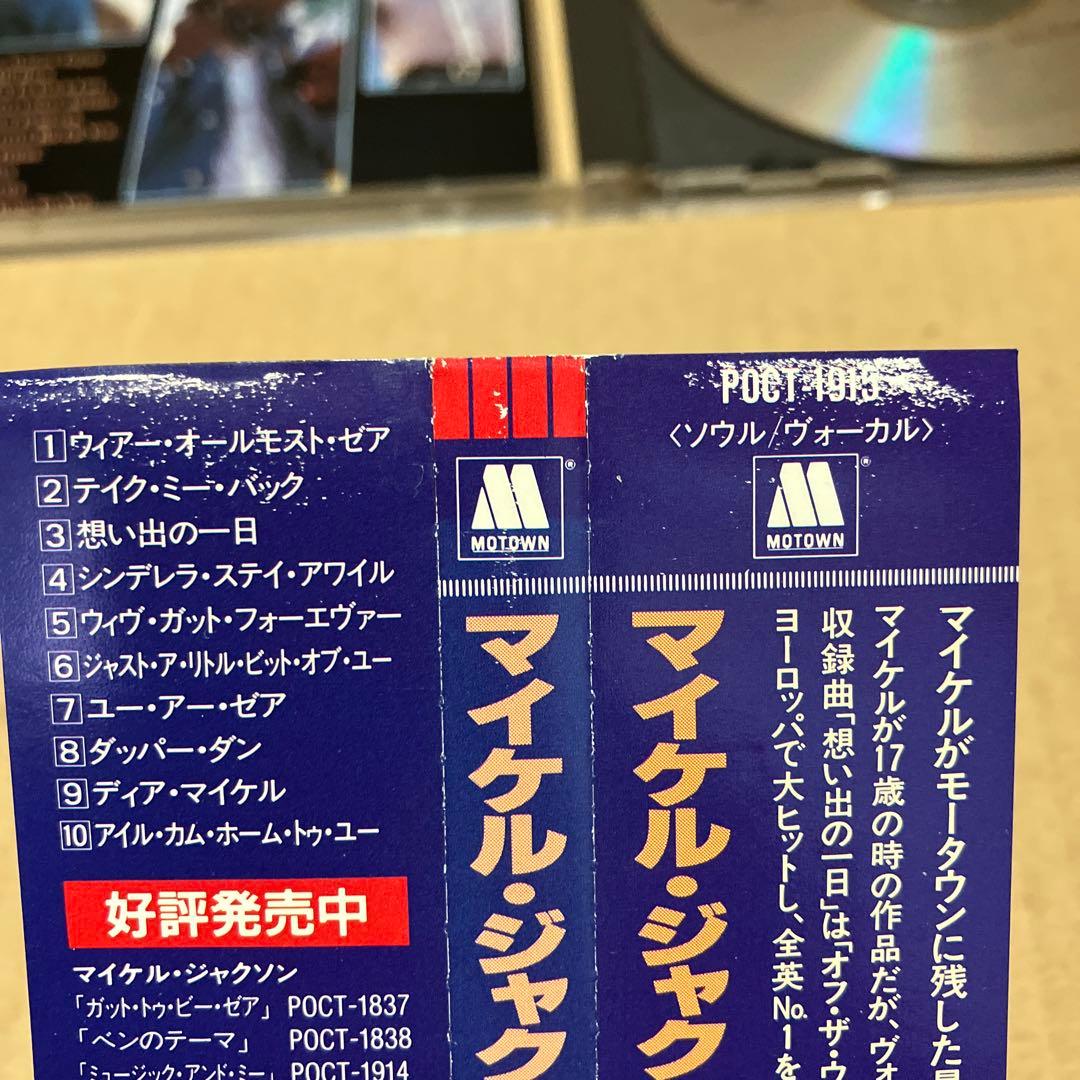 1 ウィアー・オールモスト・ゼア
2 テイク・ミー・バック
3 想い出の一日
4 シンデレラ・ステイ・アワイル
5 ウィヴ・ガット・フォーエヴァー
6 ジャスト・ア・リトル・ビット・オブ・ユー
7 ユー・アー・ゼア
8 ダッパー・ダン
9 ディア・マイケル
10 アイル・カム・ホーム・トゥ・ユー
好評発売中
マイケル・ジャクソン
「ガット・トゥ・ビー・ゼア」 POCT-1837
「ベンのテーマ」 POCT-1838
「ミュージック・アンド・ミー」 POCT-1914
MOTOWN
®
マイケル・ジャク
POCT-1915
〈ソウル/ヴォーカル〉
MOTOWN
®
マイケルがモータウンに残した
マイケルが17歳の時の作品だが、ヴォ
収録曲「想い出の一日」は「オフ・ザ・ウ
ヨーロッパで大ヒットし、全英No.1を
マイケル・ジャク